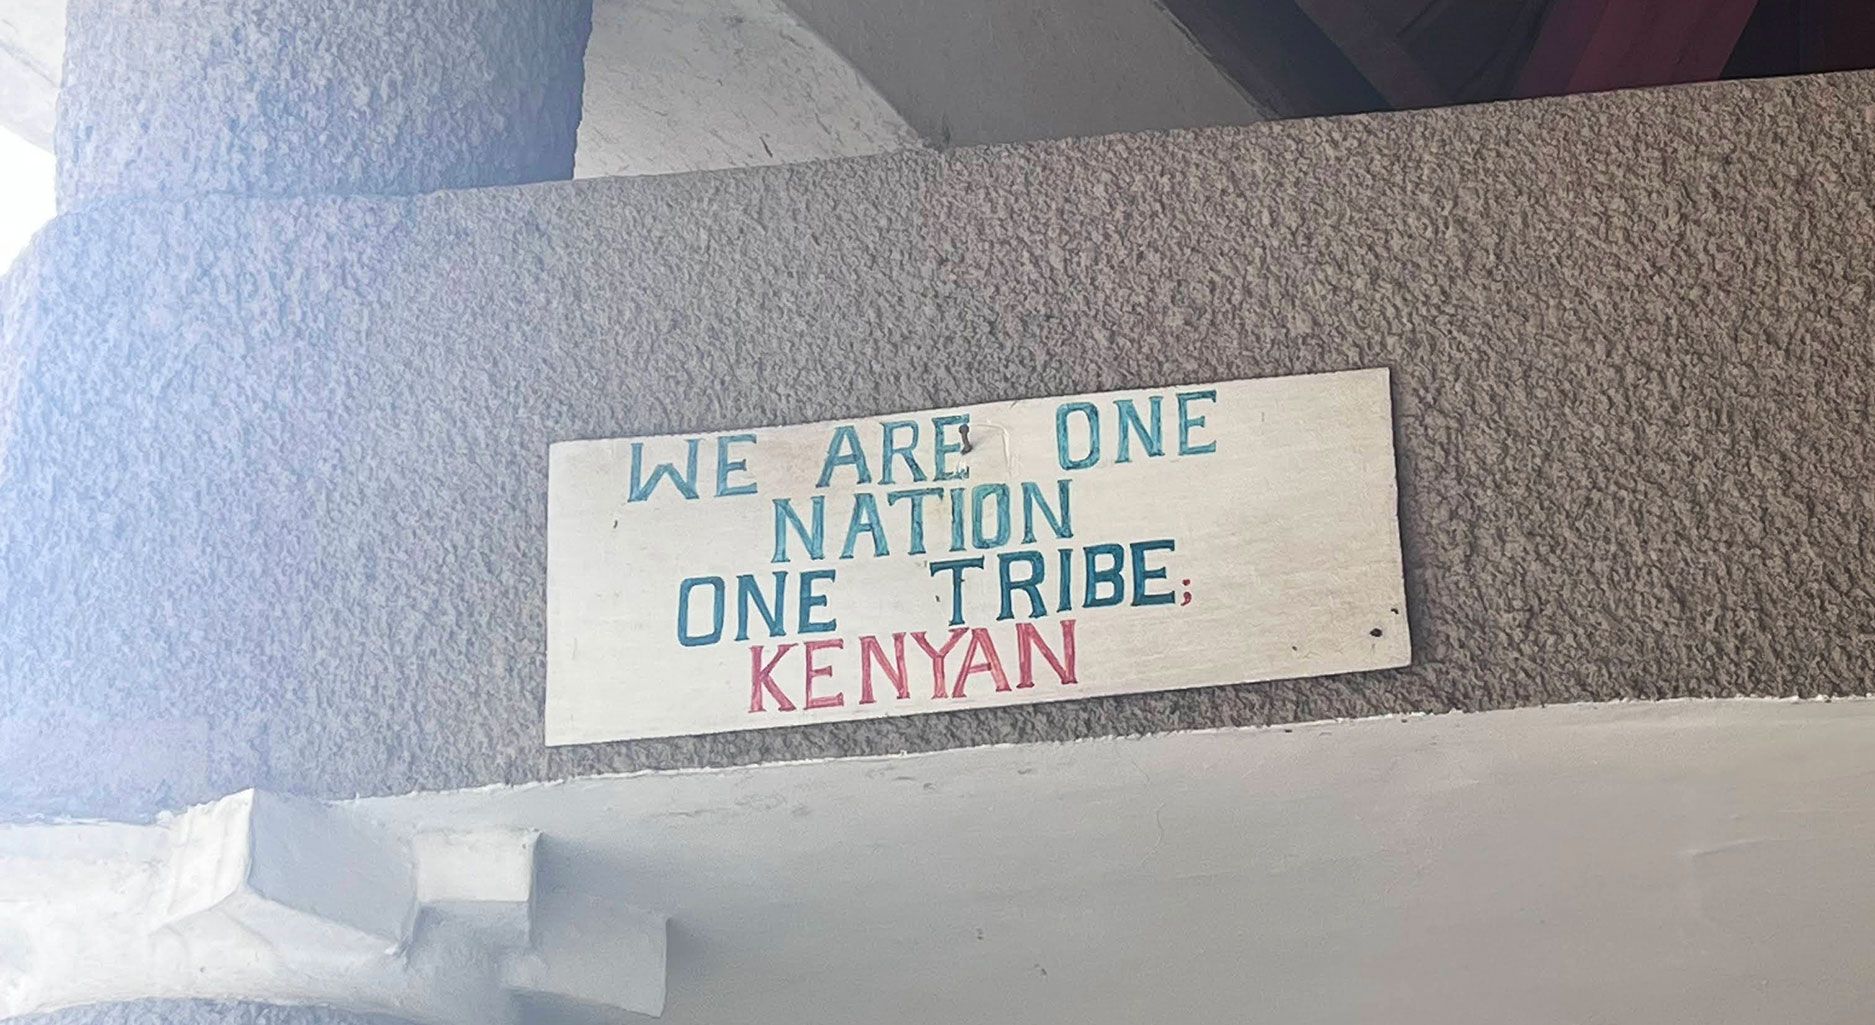 WE ARE ONE
NATION
ONE TRIBE;
KENYAN